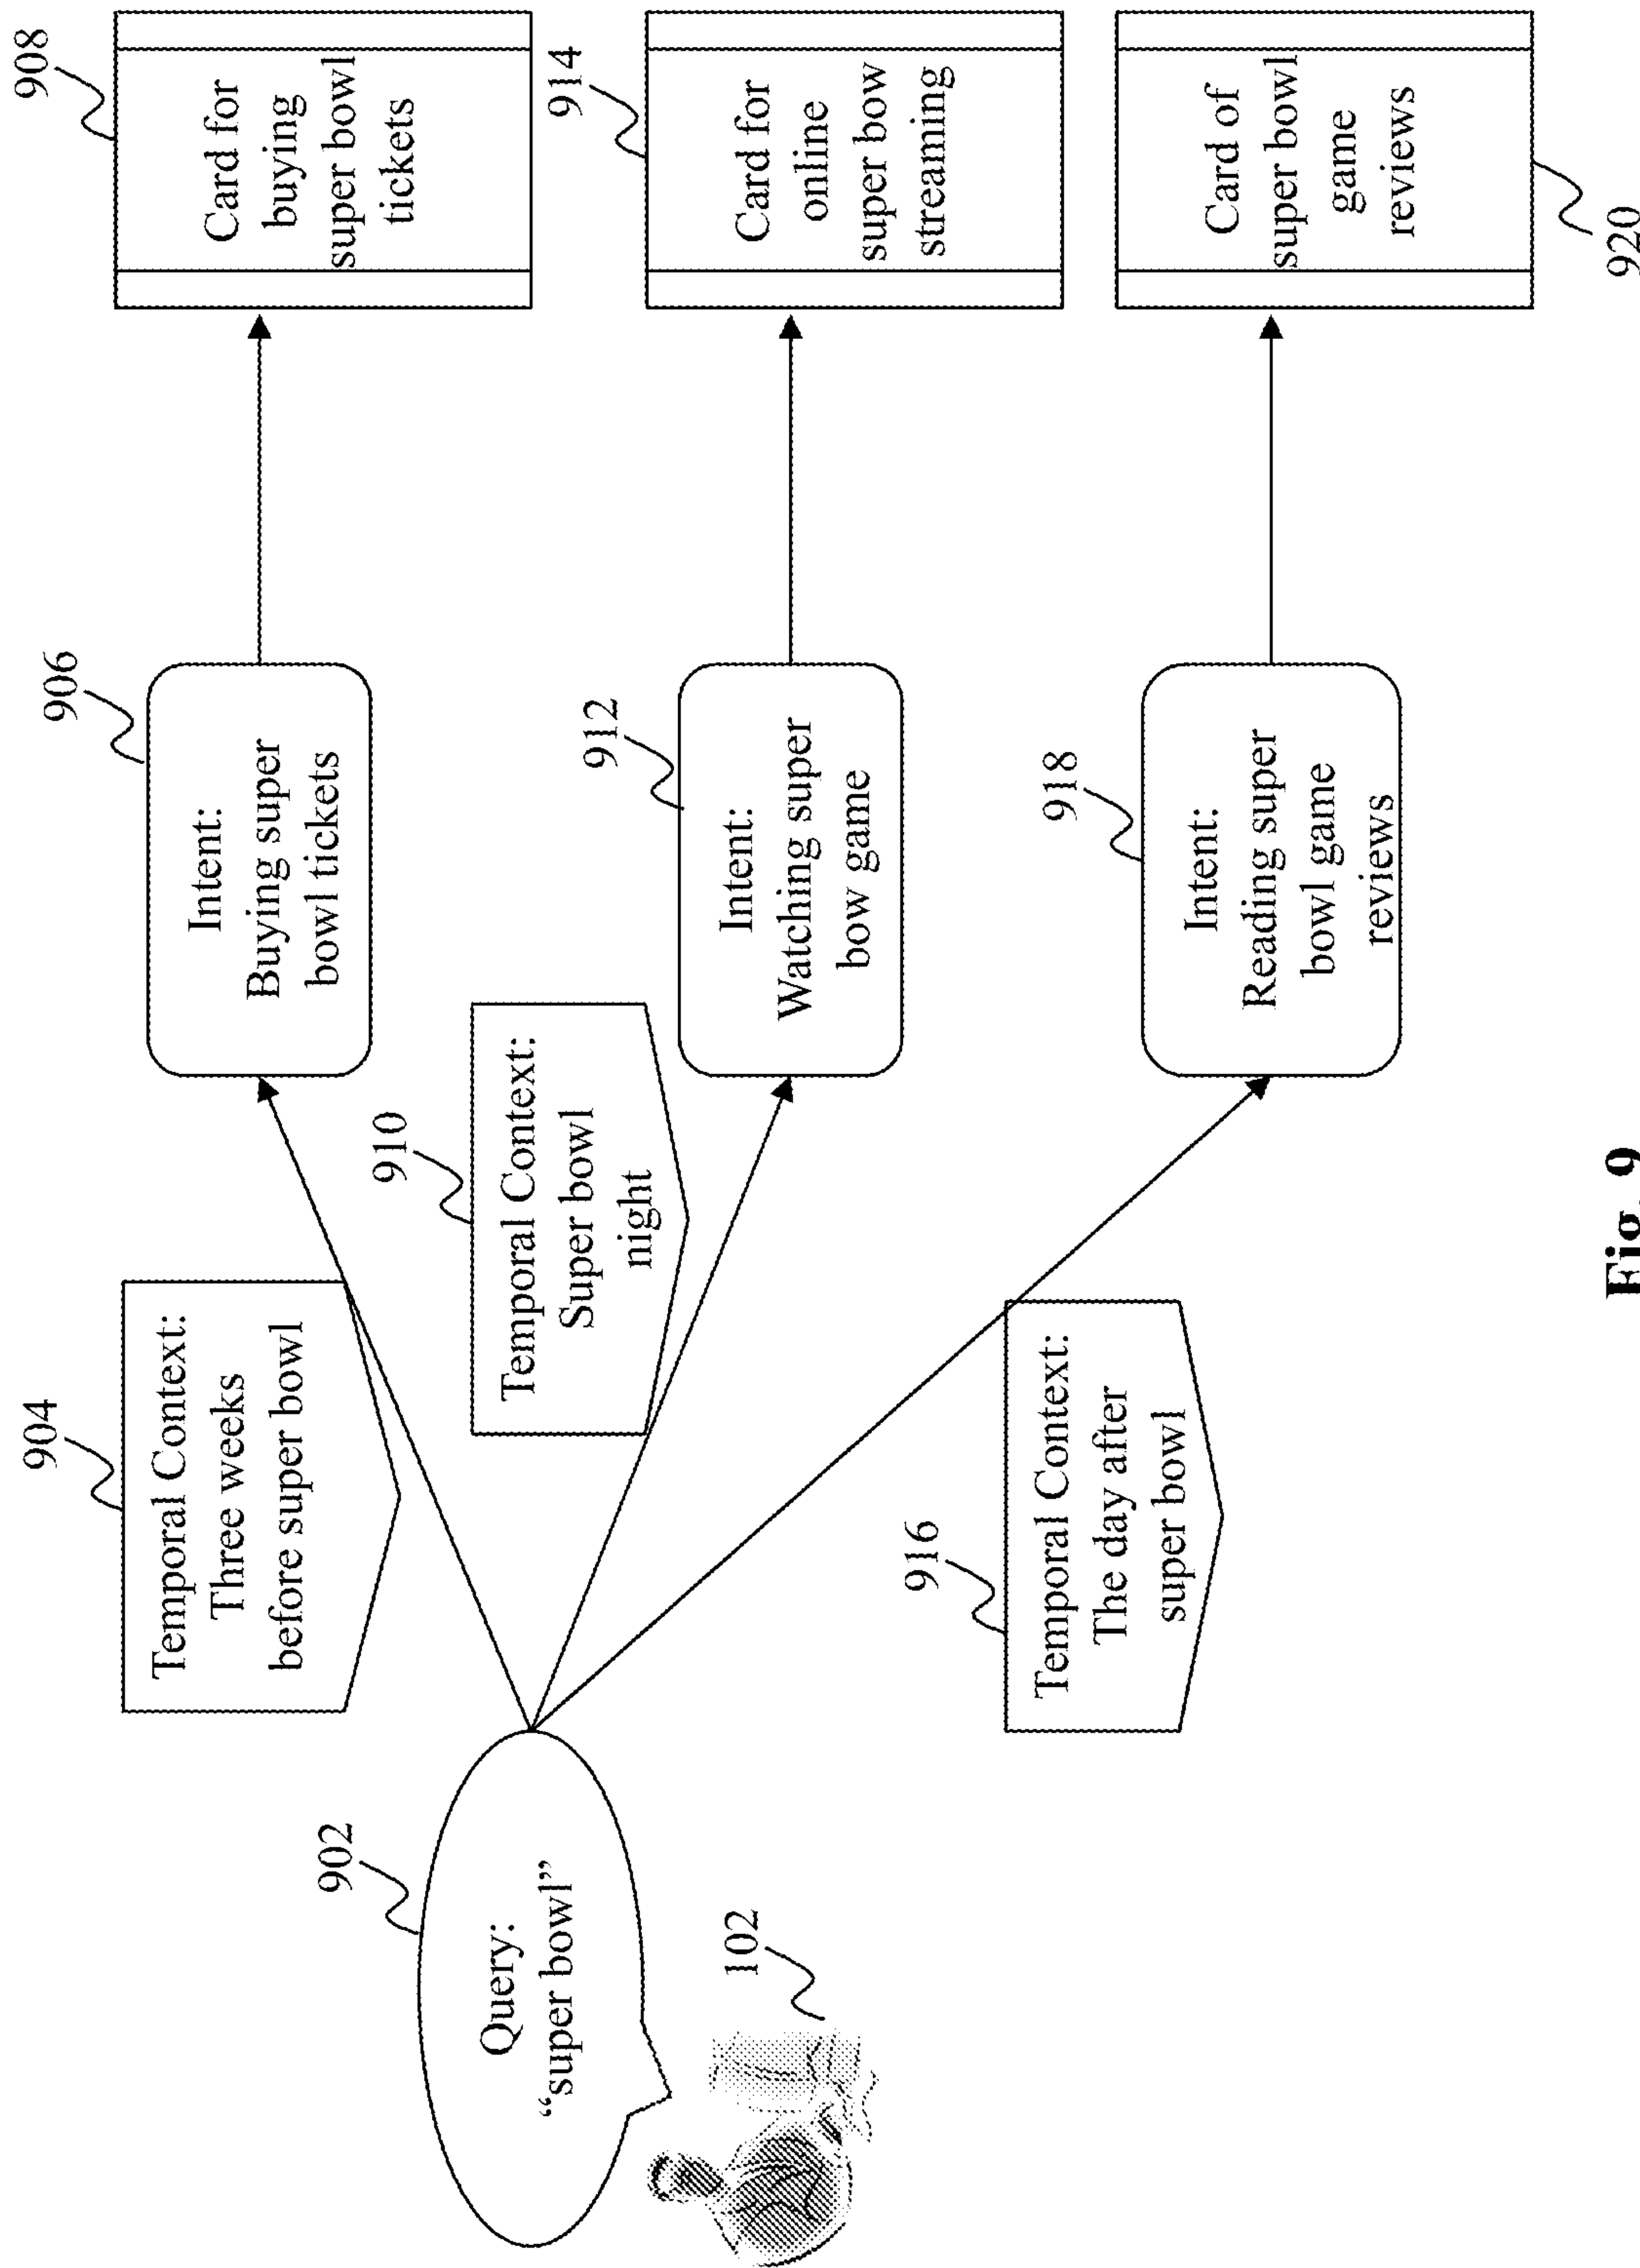 902
Query:
“super bowl”
102
904
Temporal Context:
Three weeks
before super bowl
906
Intent:
Buying super
bowl tickets
908
Card for
buying
super bowl
tickets
910
Temporal Context:
Super bowl
night
912
Intent:
Watching super
bow game
914
Card for
online
super bow
streaming
916
Temporal Context:
The day after
super bowl
918
Intent:
Reading super
bowl game
reviews
Card of
super bowl
game
reviews
920
Fig. 9